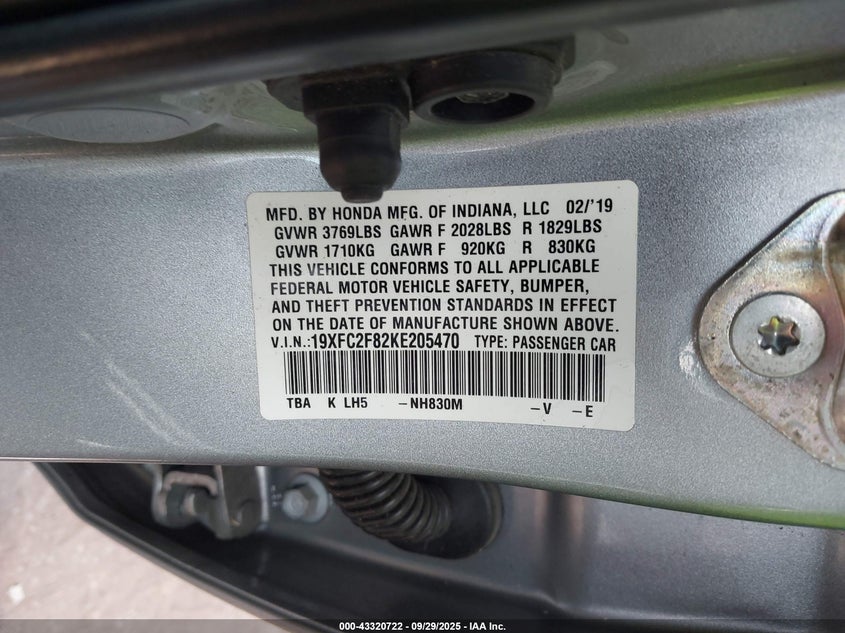 MFD. BY HONDA MFG. OF INDIANA, LLC 02/'19
GVWR 3769LBS GAWR F 2028LBS R 1829LBS
GVWR 1710KG GAWR F 920KG R 830KG
THIS VEHICLE CONFORMS TO ALL APPLICABLE
FEDERAL MOTOR VEHICLE SAFETY, BUMPER,
AND THEFT PREVENTION STANDARDS IN EFFECT
ON THE DATE OF MANUFACTURE SHOWN ABOVE.
V.I.N.:19XFC2F82KE205470 TYPE: PASSENGER CAR
TBA K LH5 -NH830M -V -E
000-43320722 - 09/29/2025 - IAA Inc.